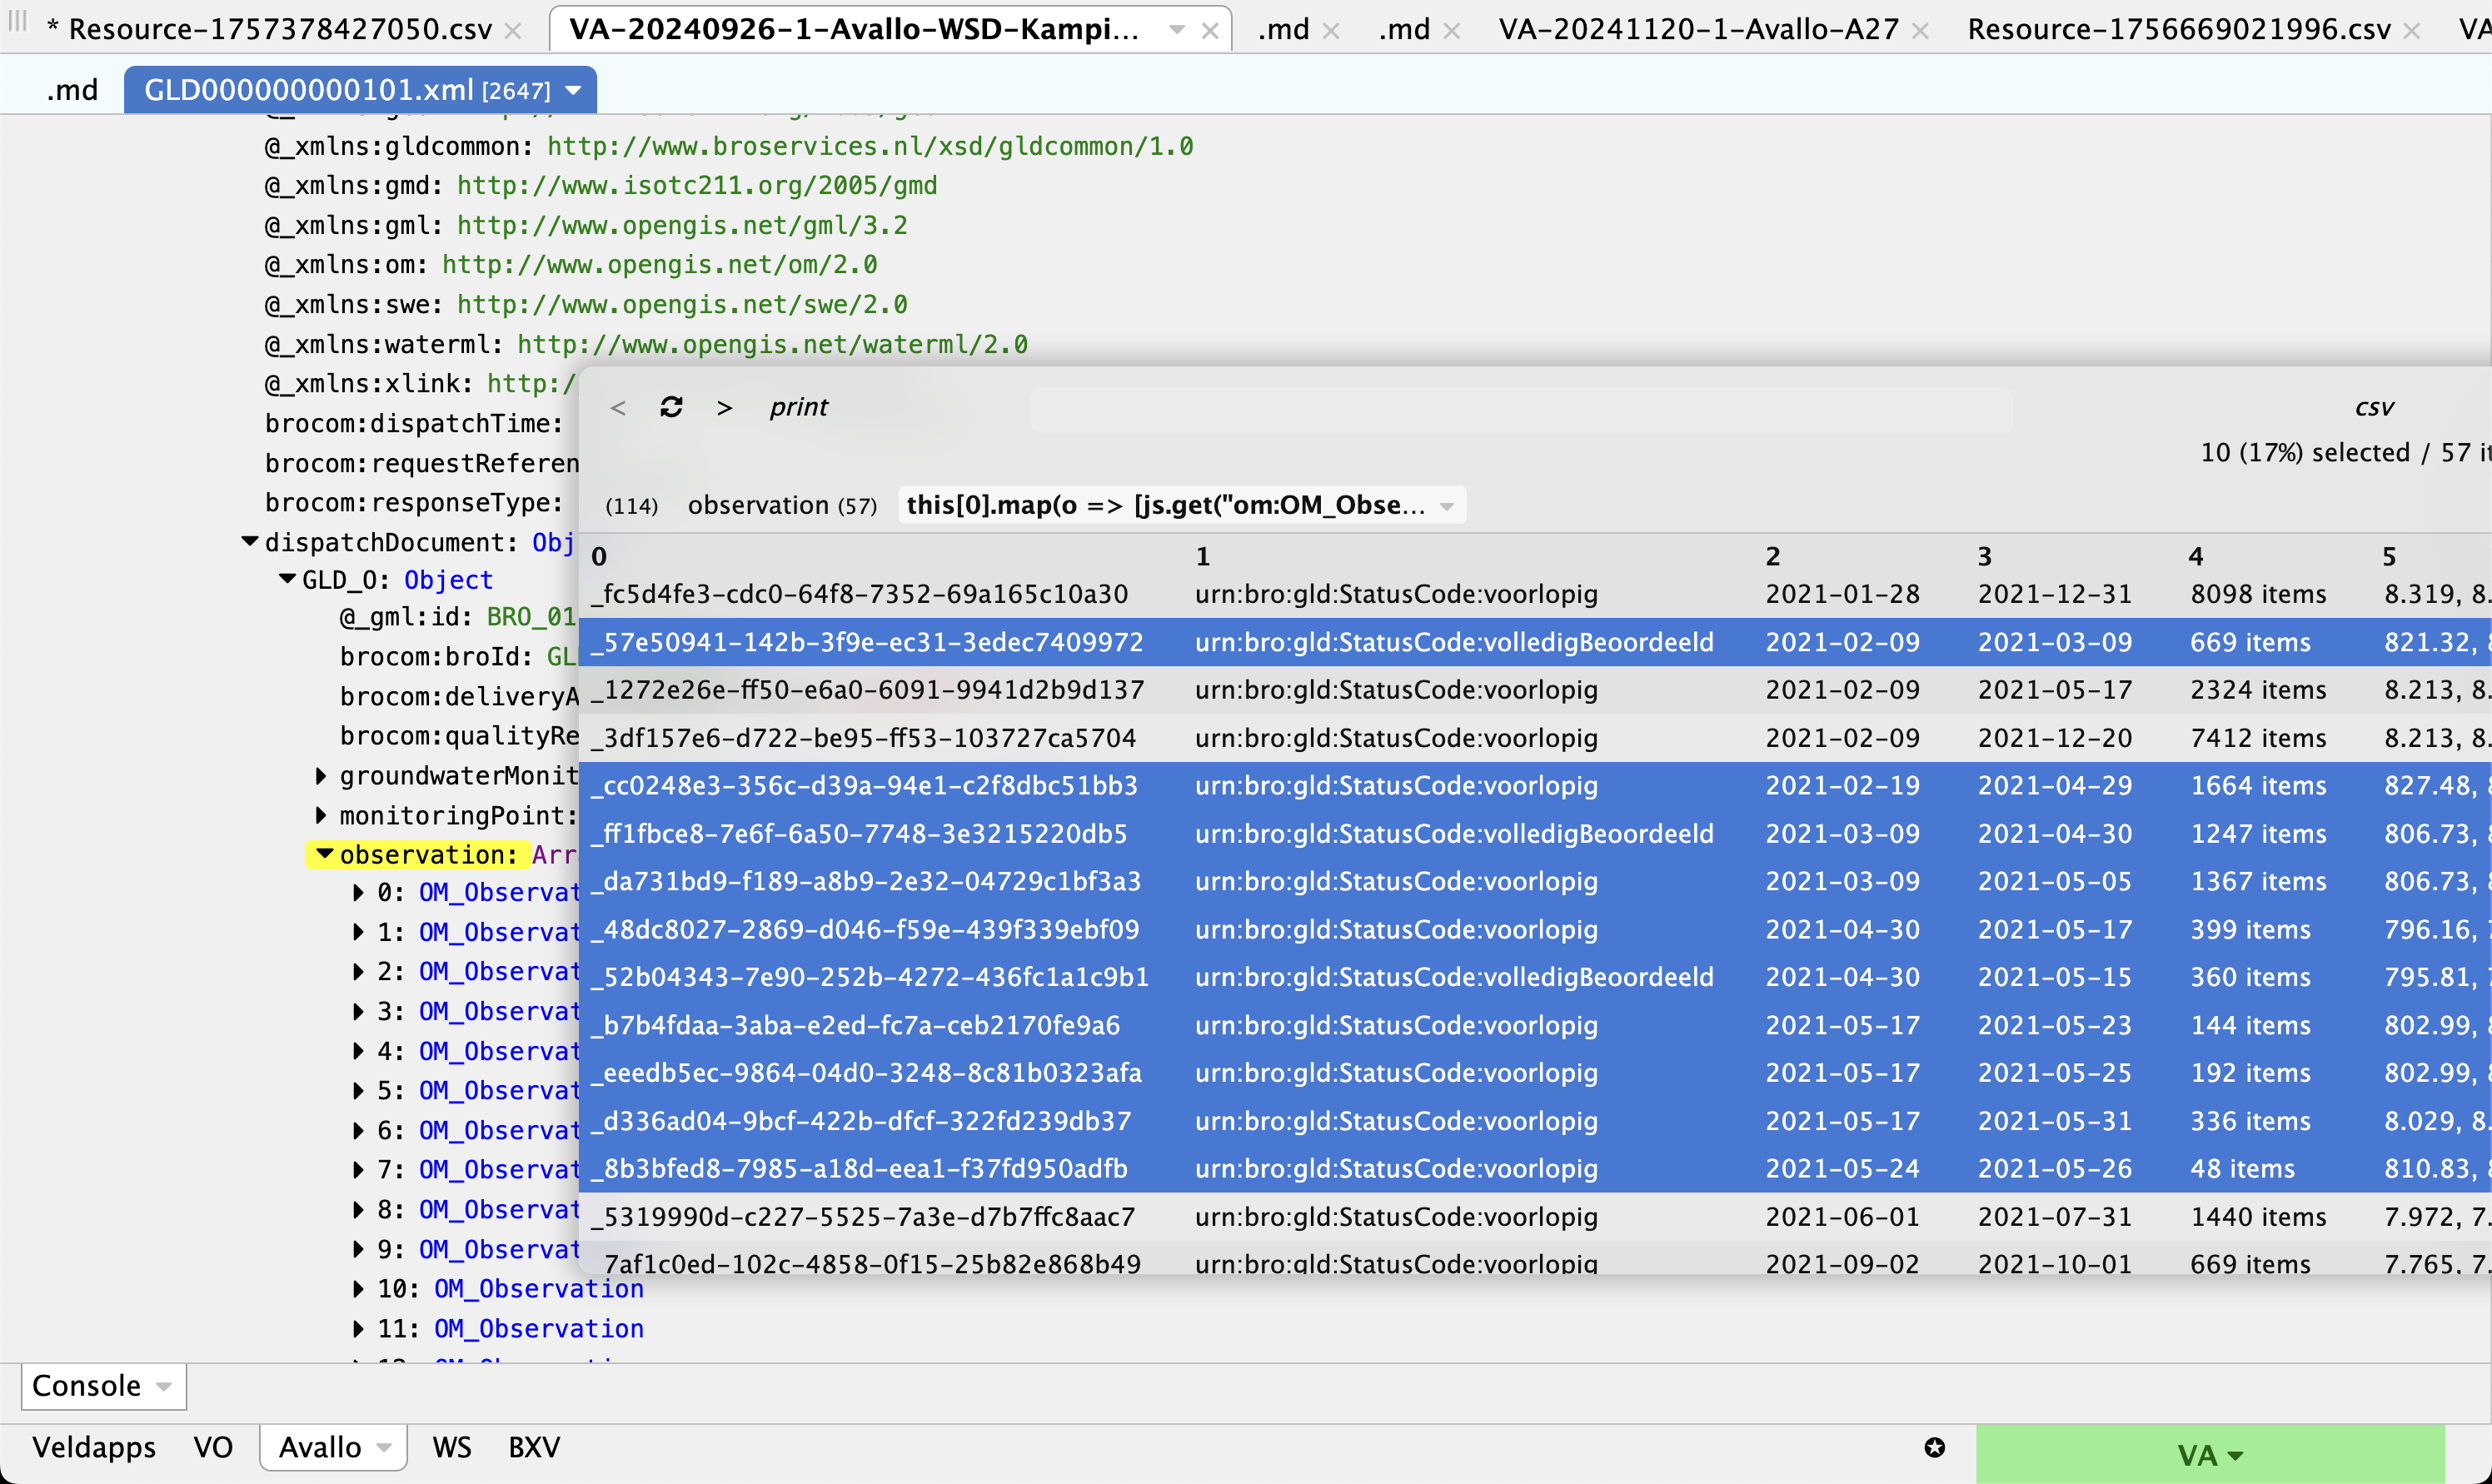 * Resource-1757378427050.csv
VA-20240926-1-Avallo-WSD-Kampi...
.md
.md
VA-20241120-1-Avallo-A27
Resource-1756669021996.csv
VA
.md
GLD000000000101.xml [2647]
@_xmlns:gldcommon: http://www.broservices.nl/xsd/gldcommon/1.0
@_xmlns:gmd: http://www.isotc211.org/2005/gmd
@_xmlns:gml: http://www.opengis.net/gml/3.2
@_xmlns:om: http://www.opengis.net/om/2.0
@_xmlns:swe: http://www.opengis.net/swe/2.0
@_xmlns:waterml: http://www.opengis.net/waterml/2.0
@_xmlns:xlink: http:/
brocom:dispatchTime:
brocom:requestReferen
brocom:responseType:
dispatchDocument: Obj
GLD_O: Object
@_gml:id: BRO_01
brocom:broId: GL
brocom:deliveryA
brocom:qualityRe
groundwaterMonit
monitoringPoint:
observation: Arr
0: OM_Observat
1: OM_Observat
2: OM_Observat
3: OM_Observat
4: OM_Observat
5: OM_Observat
6: OM_Observat
7: OM_Observat
8: OM_Observat
9: OM_Observat
10: OM_Observation
11: OM_Observation
< > print
csv
10 (17%) selected / 57 it
(114) observation (57) this[0].map(o => [js.get("om:OM_Obse...
0 1 2 3 4 5
_fc5d4fe3-cdc0-64f8-7352-69a165c10a30 urn:bro:gld:StatusCode:voorlopig 2021-01-28 2021-12-31 8098 items 8.319, 8.
_57e50941-142b-3f9e-ec31-3edec7409972 urn:bro:gld:StatusCode:volledigBeoordeeld 2021-02-09 2021-03-09 669 items 821.32, 8
_1272e26e-ff50-e6a0-6091-9941d2b9d137 urn:bro:gld:StatusCode:voorlopig 2021-02-09 2021-05-17 2324 items 8.213, 8.
_3df157e6-d722-be95-ff53-103727ca5704 urn:bro:gld:StatusCode:voorlopig 2021-02-09 2021-12-20 7412 items 8.213, 8.
_cc0248e3-356c-d39a-94e1-c2f8dbc51bb3 urn:bro:gld:StatusCode:voorlopig 2021-02-19 2021-04-29 1664 items 827.48, 8
_ff1fbce8-7e6f-6a50-7748-3e3215220db5 urn:bro:gld:StatusCode:volledigBeoordeeld 2021-03-09 2021-04-30 1247 items 806.73, 8
_da731bd9-f189-a8b9-2e32-04729c1bf3a3 urn:bro:gld:StatusCode:voorlopig 2021-03-09 2021-05-05 1367 items 806.73, 8
_48dc8027-2869-d046-f59e-439f339ebf09 urn:bro:gld:StatusCode:voorlopig 2021-04-30 2021-05-17 399 items 796.16, 7
_52b04343-7e90-252b-4272-436fc1a1c9b1 urn:bro:gld:StatusCode:volledigBeoordeeld 2021-04-30 2021-05-15 360 items 795.81, 7
_b7b4fdaa-3aba-e2ed-fc7a-ceb2170fe9a6 urn:bro:gld:StatusCode:voorlopig 2021-05-17 2021-05-23 144 items 802.99, 8
_eeedb5ec-9864-04d0-3248-8c81b0323afa urn:bro:gld:StatusCode:voorlopig 2021-05-17 2021-05-25 192 items 802.99, 8
_d336ad04-9bcf-422b-dfcf-322fd239db37 urn:bro:gld:StatusCode:voorlopig 2021-05-17 2021-05-31 336 items 8.029, 8.
_8b3bfed8-7985-a18d-eea1-f37fd950adfb urn:bro:gld:StatusCode:voorlopig 2021-05-24 2021-05-26 48 items 810.83, 8
_5319990d-c227-5525-7a3e-d7b7ffc8aac7 urn:bro:gld:StatusCode:voorlopig 2021-06-01 2021-07-31 1440 items 7.972, 7.
_7af1c0ed-102c-4858-0f15-25b82e868b49 urn:bro:gld:StatusCode:voorlopig 2021-09-02 2021-10-01 669 items 7.765, 7.
Console
Veldapps VO Avallo WS BXV
VA